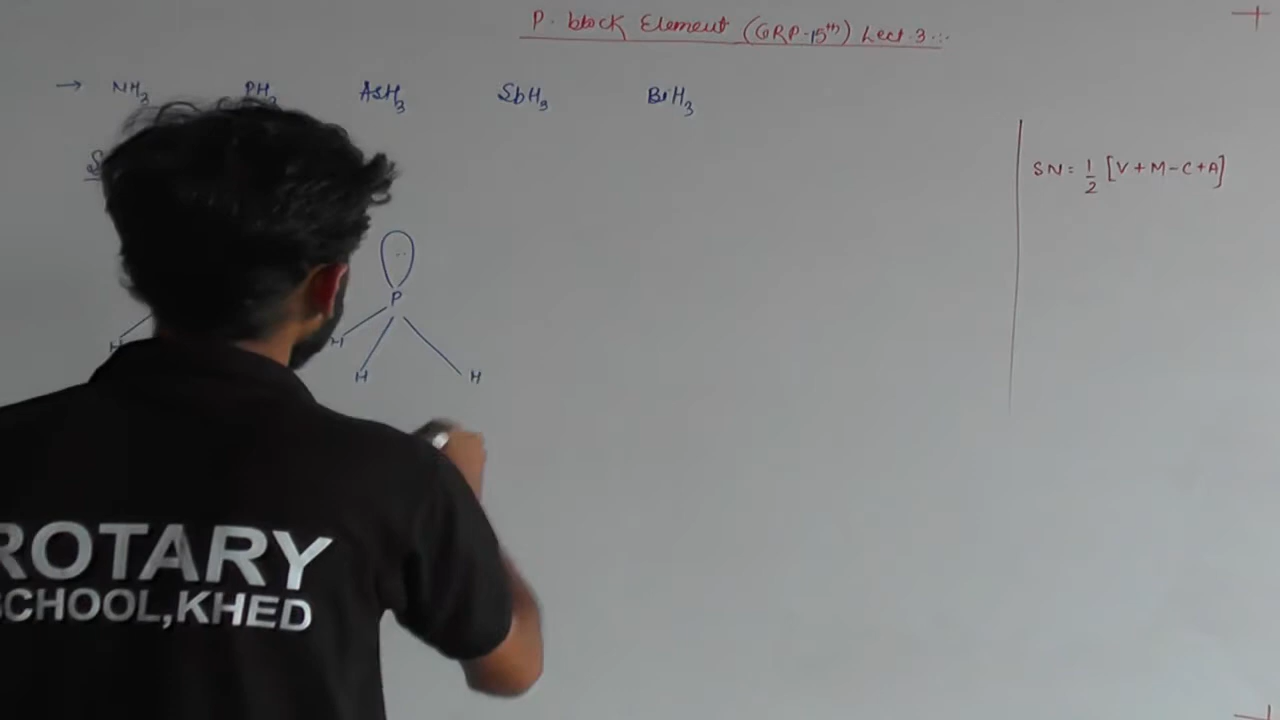 P. block Element (GRP-15th) Lect. 3 :-
→ NH3 PH3 AsH3 SbH3 BiH3
SN = 1/2 [V + M - C + A]
P
H H
H H
ROTARY
SCHOOL, KHED